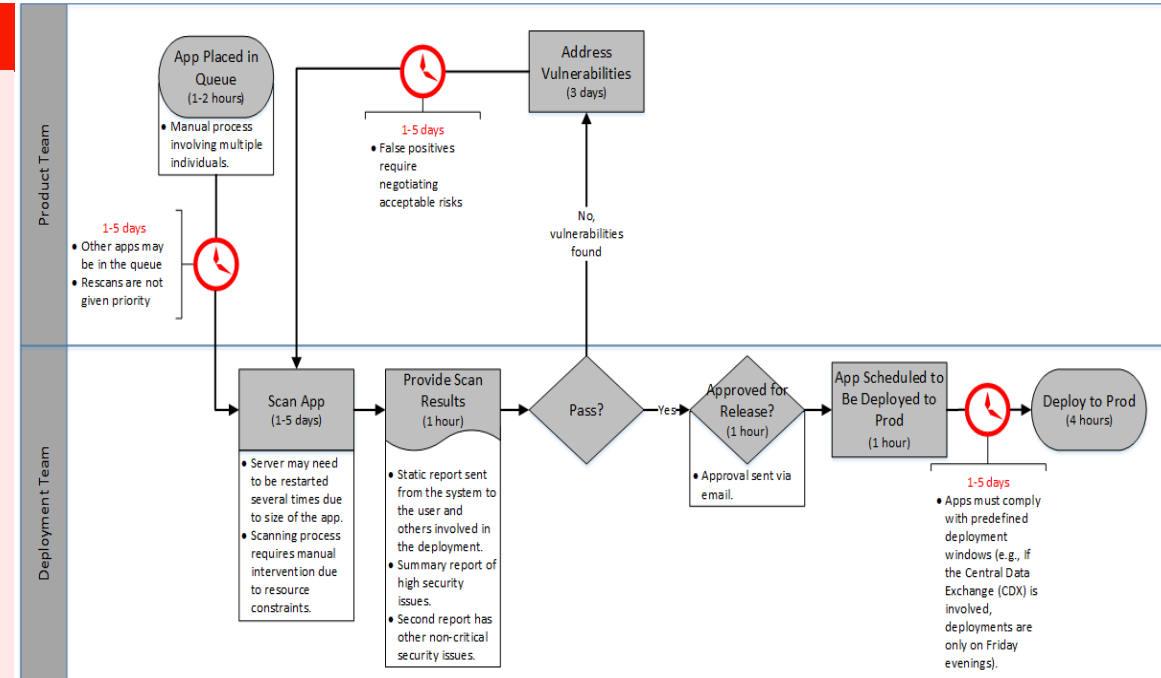 Product Team
App Placed in
Queue
(1-2 hours)
• Manual process
involving multiple
individuals.
1-5 days
• Other apps may
be in the queue
• Rescans are not
given priority
1-5 days
• False positives
require
negotiating
acceptable risks
Address
Vulnerabilities
(3 days)
No,
vulnerabilities
found
Deployment Team
Scan App
(1-5 days)
• Server may need
to be restarted
several times due
to size of the app.
• Scanning process
requires manual
intervention due
to resource
constraints.
Provide Scan
Results
(1 hour)
• Static report sent
from the system to
the user and
others involved in
the deployment.
• Summary report of
high security
issues.
• Second report has
other non-critical
security issues.
Pass?
Yes
Approved for
Release?
(1 hour)
• Approval sent via
email.
App Scheduled to
Be Deployed to
Prod
(1 hour)
1-5 days
• Apps must comply
with predefined
deployment
windows (e.g., If
the Central Data
Exchange (CDX) is
involved,
deployments are
only on Friday
evenings).
Deploy to Prod
(4 hours)